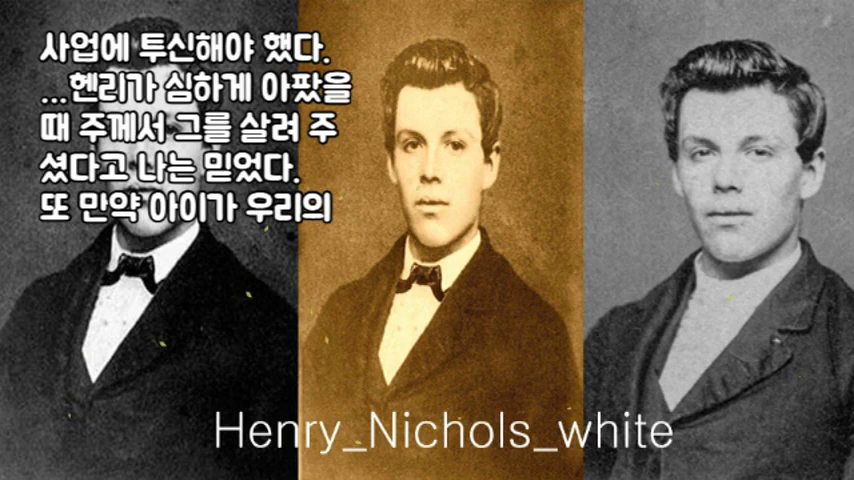 사업에 투신해야 했다.
...헨리가 심하게 아팠을
때 주께서 그를 살려 주
셨다고 나는 믿었다.
또 만약 아이가 우리의
Henry_Nichols_white